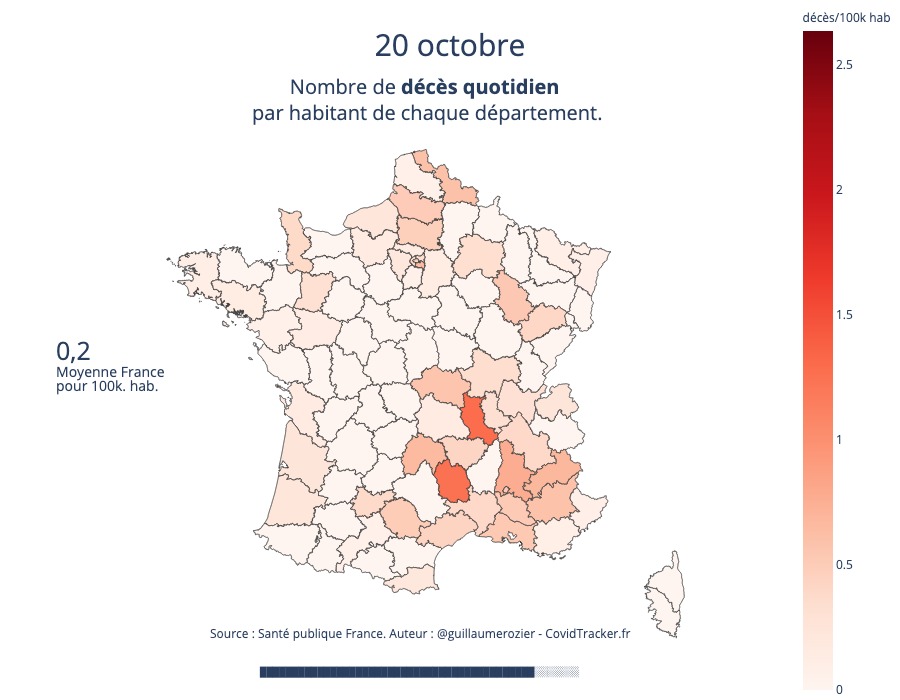 décès/100k hab
20 octobre
Nombre de décès quotidien
par habitant de chaque département.
2.5
2
1.5
1
0.5
0
0,2
Moyenne France
pour 100k. hab.
Source : Santé publique France. Auteur : @guillaumerozier - CovidTracker.fr